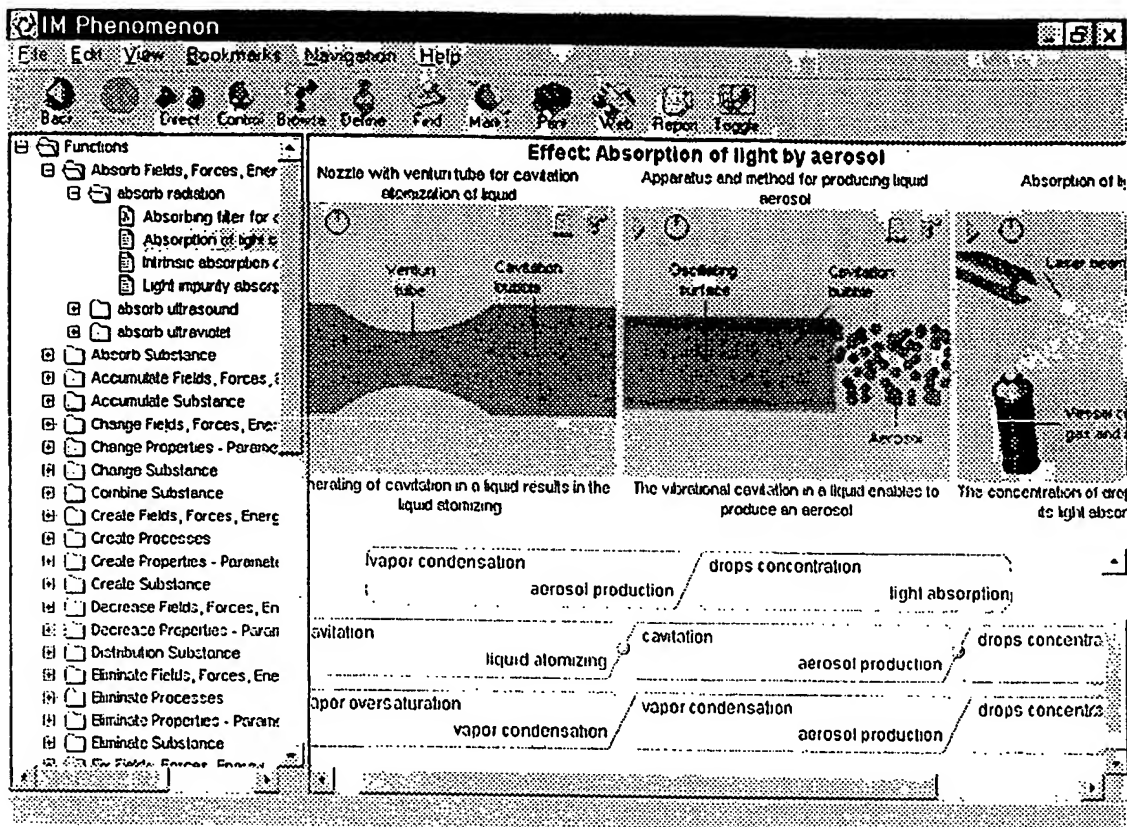 IM Phenomenon
File Edit View Bookmarks Navigation Help
Back Direct Control Browse Define Find Mark Print Web Report Toggle
Functions
Absorb Fields, Forces, Ener
absorb radiation
Absorbing filter for c
Absorption of light b
Intrinsic absorption c
Light impurity absorp
absorb ultrasound
absorb ultraviolet
Absorb Substance
Accumulate Fields, Forces, E
Accumulate Substance
Change Fields, Forces, Ener
Change Properties - Parame
Change Substance
Combine Substance
Create Fields, Forces, Energ
Create Processes
Create Properties - Paramete
Create Substance
Decrease Fields, Forces, En
Decrease Properties - Param
Distribution Substance
Eliminate Fields, Forces, Ene
Eliminate Processes
Eliminate Properties - Parame
Eliminate Substance
Fields, Forces, Energy
Effect: Absorption of light by aerosol
Nozzle with venturi tube for cavitation
atomization of liquid
Venturi
tube
Cavitation
bubble
nerating of cavitation in a liquid results in the
liquid atomizing
Apparatus and method for producing liquid
aerosol
Oscillating
surface
Cavitation
bubble
Aerosol
The vibrational cavitation in a liquid enables to
produce an aerosol
Absorption of li
Laser beam
Vessel c
gas and
The concentration of drop
its light absor
vapor condensation
aerosol production
drops concentration
light absorption
avitation
liquid atomizing
cavitation
aerosol production
drops concentra
apor oversaturation
vapor condensation
vapor condensation
aerosol production
drops concentra